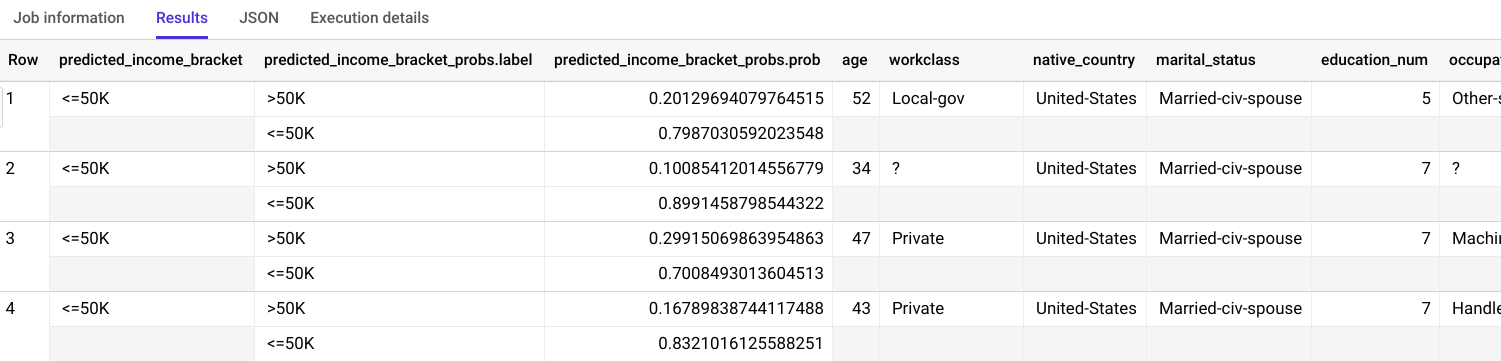 Job information Results JSON Execution details
Row predicted_income_bracket predicted_income_bracket_probs.label predicted_income_bracket_probs.prob age workclass native_country marital_status education_num occupa
1 <=50K >50K 0.20129694079764515 52 Local-gov United-States Married-civ-spouse 5 Other-s
<=50K 0.7987030592023548
2 <=50K >50K 0.10085412014556779 34 ? United-States Married-civ-spouse 7 ?
<=50K 0.8991458798544322
3 <=50K >50K 0.29915069863954863 47 Private United-States Married-civ-spouse 7 Machi
<=50K 0.7008493013604513
4 <=50K >50K 0.16789838744117488 43 Private United-States Married-civ-spouse 7 Handle
<=50K 0.8321016125588251